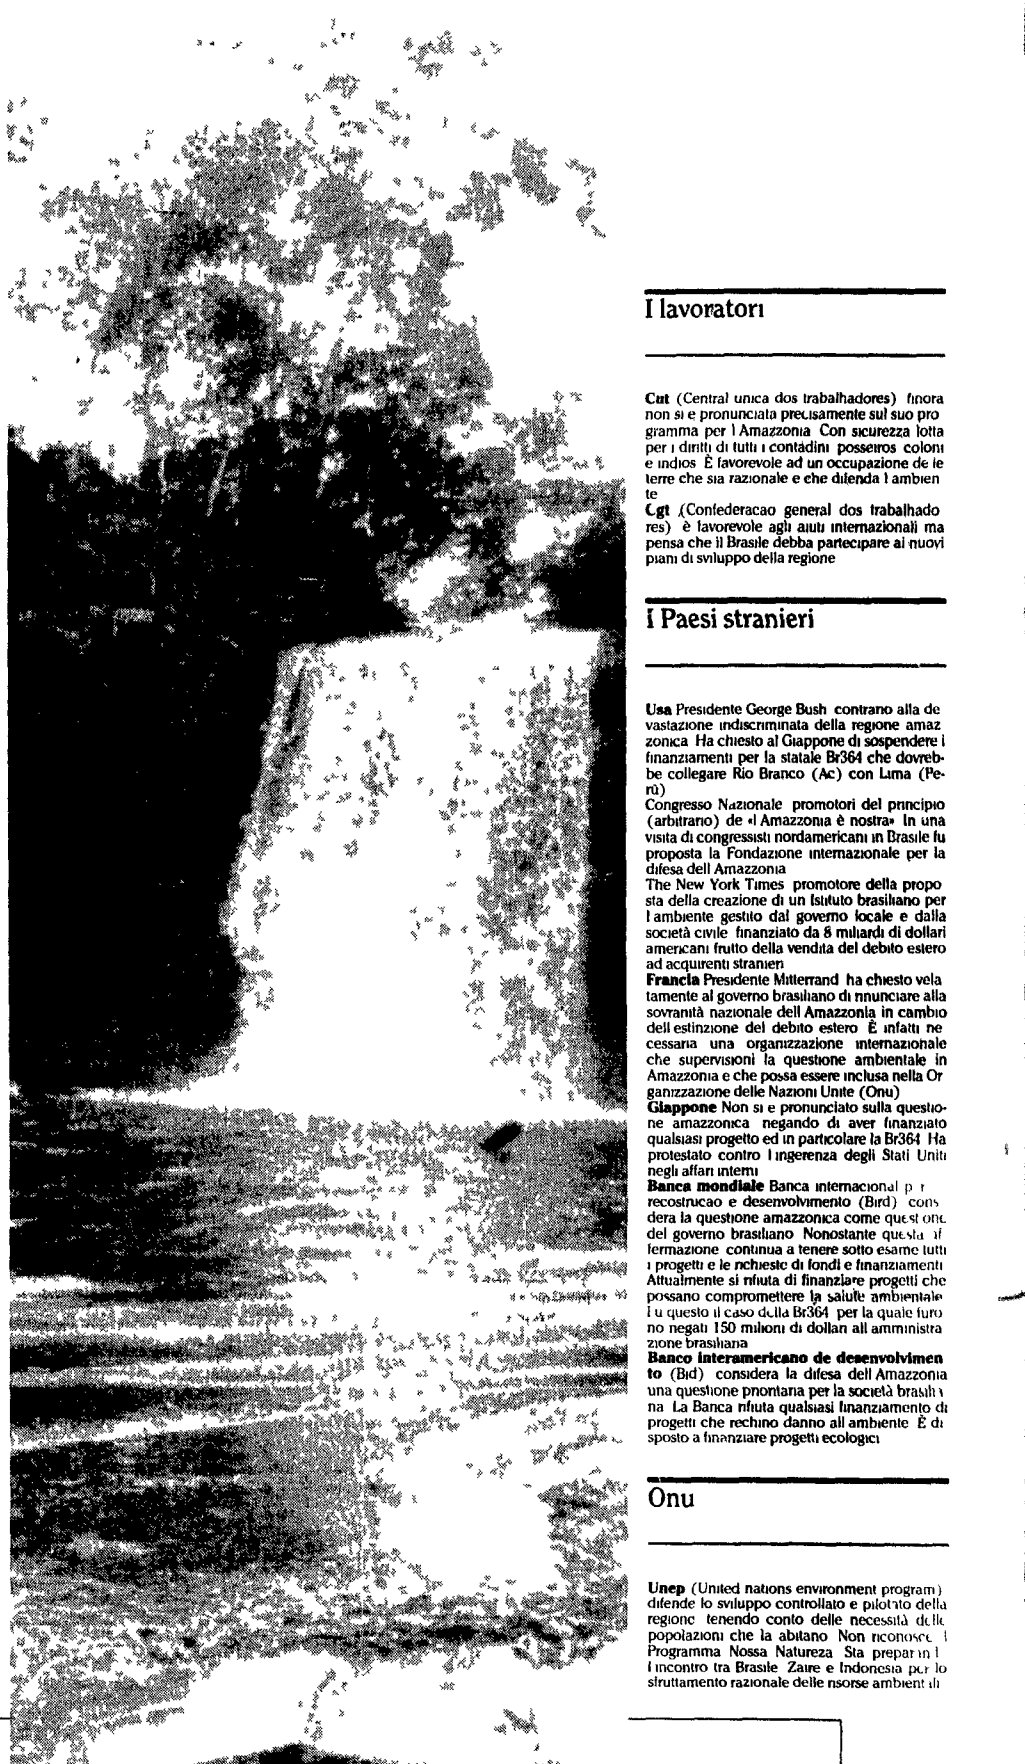 I lavoratori
Cut (Central unica dos trabalhadores) finora
non si e pronunciata precisamente sul suo pro
gramma per l Amazzonia Con sicurezza lotta
per i diritti di tutti i contadini posseiros coloni
e indios È favorevole ad un occupazione de le
terre che sia razionale e che difenda l ambien
te
Cgt (Confederacao general dos trabalhado
res) è favorevole agli aiuti internazionali ma
pensa che il Brasile debba partecipare ai nuovi
piani di sviluppo della regione
I Paesi stranieri
Usa Presidente George Bush contrano alla de
vastazione indiscriminata della regione amaz
zonica Ha chiesto al Giappone di sospendere i
finanziamenti per la statale Br364 che dovreb-
be collegare Rio Branco (Ac) con Lima (Pe-
rù)
Congresso Nazionale promotori del principio
(arbitrario) de «l Amazzonia è nostra» In una
visita di congressisti nordamericani in Brasile fu
proposta la Fondazione internazionale per la
difesa dell Amazzonia
The New York Times promotore della propo
sta della creazione di un Istituto brasiliano per
l ambiente gestito dal governo locale e dalla
società civile finanziato da 8 miliardi di dollari
americani frutto della vendita del debito estero
ad acquirenti stranieri
Francia Presidente Mitterrand ha chiesto vela
tamente al governo brasiliano di rinunciare alla
sovranità nazionale dell Amazzonia in cambio
dell estinzione del debito estero È infatti ne
cessaria una organizzazione internazionale
che supervisioni la questione ambientale in
Amazzonia e che possa essere inclusa nella Or
ganizzazione delle Nazioni Unite (Onu)
Giappone Non si e pronunciato sulla questio-
ne amazzonica negando di aver finanziato
qualsiasi progetto ed in particolare la Br364 Ha
protestato contro l ingerenza degli Stati Uniti
negli affari interni
Banca mondiale Banca internacional p r
recostrucao e desenvolvimento (Bird) cons
dera la questione amazzonica come quest one
del governo brasiliano Nonostante questa af
fermazione continua a tenere sotto esame tutti
i progetti e le richieste di fondi e finanziamenti
Attualmente si rifiuta di finanziare progetti che
possano compromettere la salute ambientale
Fu questo il caso della Br364 per la quale furo
no negati 150 milioni di dollari all amministra
zione brasiliana
Banco interamericano de desenvolvimen
to (Bid) considera la difesa dell Amazzonia
una questione prioritaria per la società brasili
na La Banca rifiuta qualsiasi finanziamento di
progetti che rechino danno all ambiente È di
sposto a finanziare progetti ecologici
Onu
Unep (United nations environment program)
difende lo sviluppo controllato e pilotato della
regione tenendo conto delle necessità delle
popolazioni che la abitano Non riconosce l
Programma Nossa Natureza Sta preparan
l incontro tra Brasile Zaire e Indonesia per lo
sfruttamento razionale delle risorse ambient ali